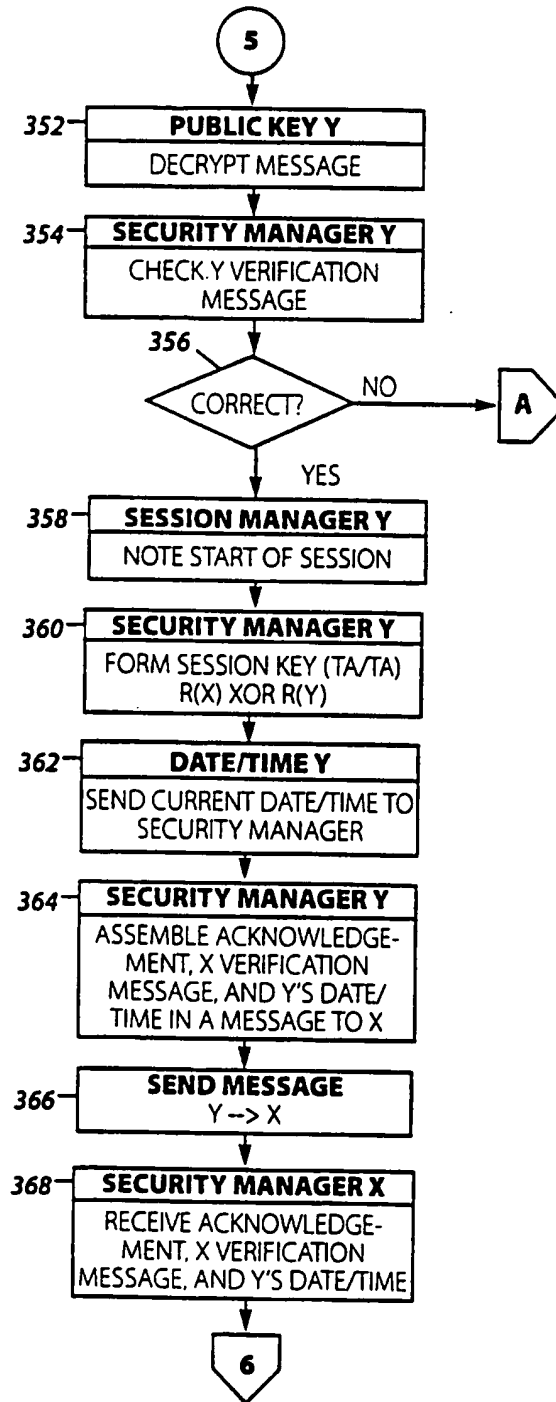 5
352
PUBLIC KEY Y
DECRYPT MESSAGE
354
SECURITY MANAGER Y
CHECK.Y VERIFICATION
MESSAGE
356
CORRECT?
NO
A
YES
358
SESSION MANAGER Y
NOTE START OF SESSION
360
SECURITY MANAGER Y
FORM SESSION KEY (TA/TA)
R(X) XOR R(Y)
362
DATE/TIME Y
SEND CURRENT DATE/TIME TO
SECURITY MANAGER
364
SECURITY MANAGER Y
ASSEMBLE ACKNOWLEDGE-
MENT, X VERIFICATION
MESSAGE, AND Y'S DATE/
TIME IN A MESSAGE TO X
366
SEND MESSAGE
Y --> X
368
SECURITY MANAGER X
RECEIVE ACKNOWLEDGE-
MENT, X VERIFICATION
MESSAGE, AND Y'S DATE/TIME
6